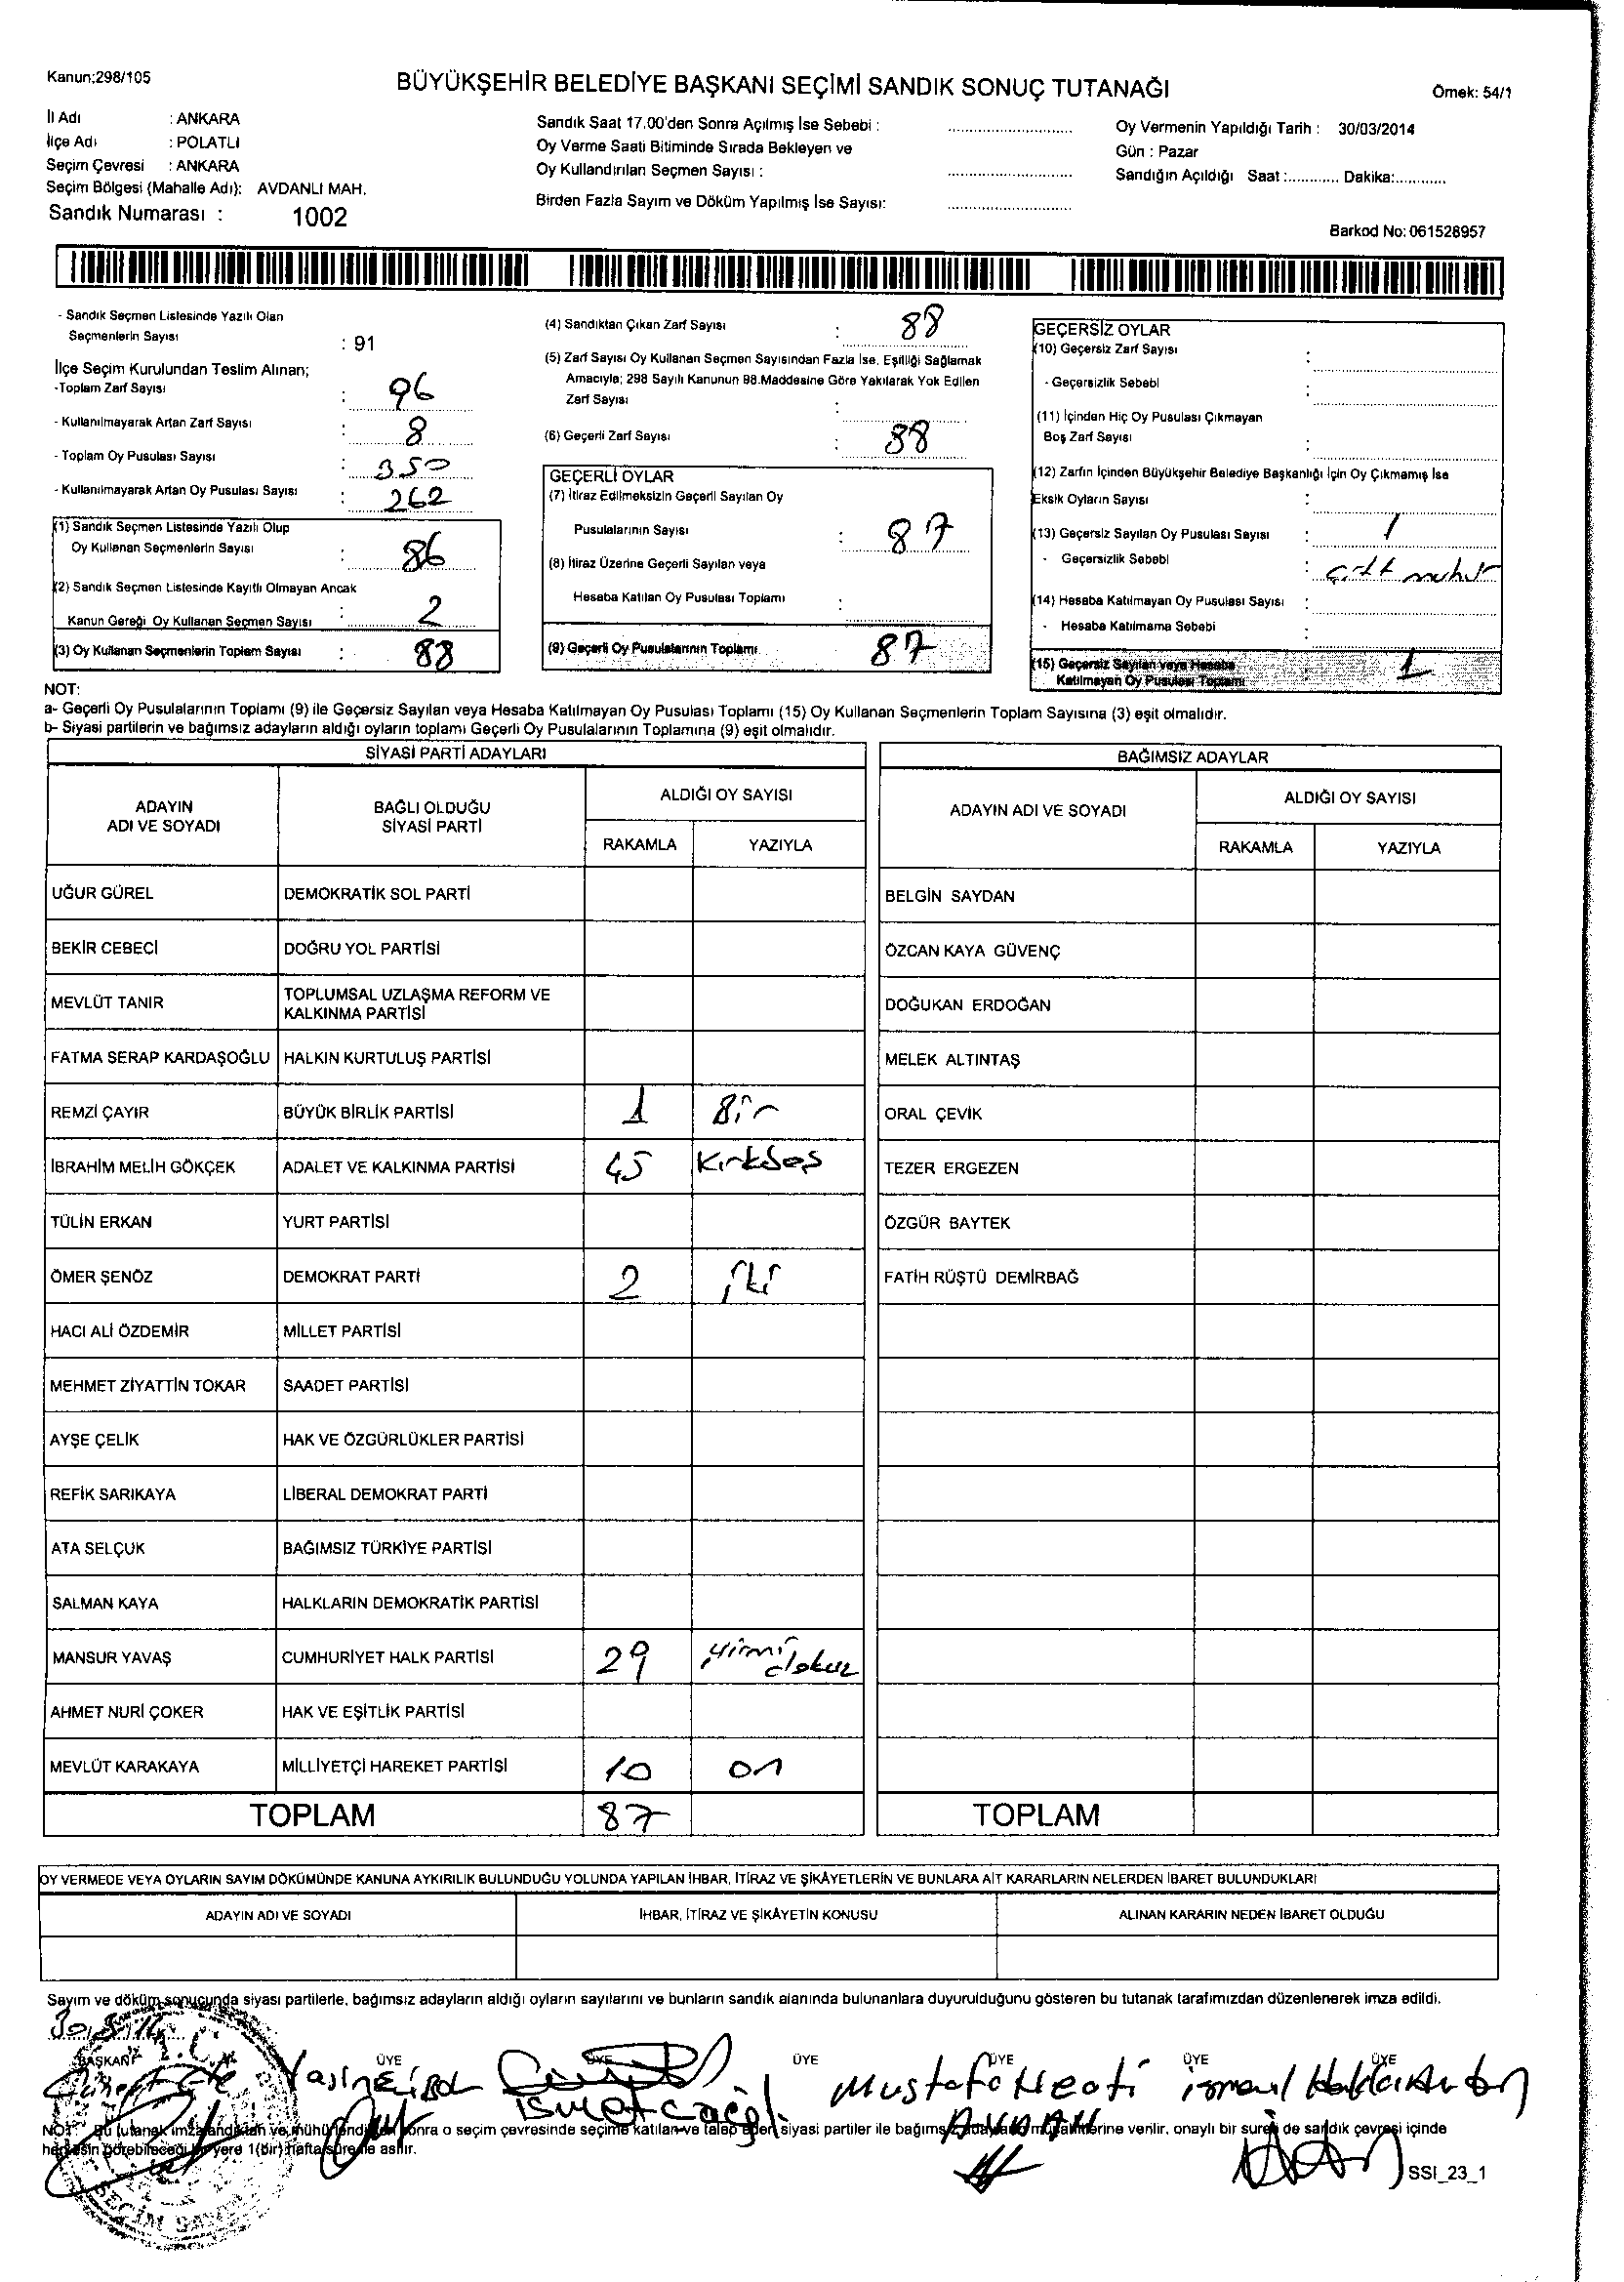 Kanun;298/105
BÜYÜKŞEHİR BELEDİYE BAŞKANI SEÇİMİ SANDIK SONUÇ TUTANAĞI
Örnek: 54/1
İl Adı : ANKARA
İlçe Adı : POLATLI
Seçim Çevresi : ANKARA
Seçim Bölgesi (Mahalle Adı): AVDANLI MAH.
Sandık Numarası : 1002
Sandık Saat 17.00'den Sonra Açılmış İse Sebebi :
Oy Verme Saati Bitiminde Sırada Bekleyen ve
Oy Kullandırılan Seçmen Sayısı :
Birden Fazla Sayım ve Döküm Yapılmış İse Sayısı:
Oy Vermenin Yapıldığı Tarih : 30/03/2014
Gün : Pazar
Sandığın Açıldığı Saat :............ Dakika:............
Barkod No: 061528957
- Sandık Seçmen Listesinde Yazılı Olan
Seçmenlerin Sayısı : 91
İlçe Seçim Kurulundan Teslim Alınan;
-Toplam Zarf Sayısı : 96
- Kullanılmayarak Artan Zarf Sayısı : 8
- Toplam Oy Pusulası Sayısı : 350
- Kullanılmayarak Artan Oy Pusulası Sayısı : 262
(1) Sandık Seçmen Listesinde Yazılı Olup
Oy Kullanan Seçmenlerin Sayısı : 86
(2) Sandık Seçmen Listesinde Kayıtlı Olmayan Ancak
Kanun Gereği Oy Kullanan Seçmen Sayısı : 2
(3) Oy Kullanan Seçmenlerin Toplam Sayısı : 88
(4) Sandıktan Çıkan Zarf Sayısı : 88
(5) Zarf Sayısı Oy Kullanan Seçmen Sayısından Fazla İse, Eşitliği Sağlamak
Amacıyla; 298 Sayılı Kanunun 98.Maddesine Göre Yakılarak Yok Edilen
Zarf Sayısı :
(6) Geçerli Zarf Sayısı : 88
GEÇERLİ OYLAR
(7) İtiraz Edilmeksizin Geçerli Sayılan Oy
Pusulalarının Sayısı : 87
(8) İtiraz Üzerine Geçerli Sayılan veya
Hesaba Katılan Oy Pusulası Toplamı :
(9) Geçerli Oy Pusulalarının Toplamı 87
GEÇERSİZ OYLAR
(10) Geçersiz Zarf Sayısı :
- Geçersizlik Sebebi :
(11) İçinden Hiç Oy Pusulası Çıkmayan
Boş Zarf Sayısı :
(12) Zarfın İçinden Büyükşehir Belediye Başkanlığı İçin Oy Çıkmamış İse
Eksik Oyların Sayısı :
(13) Geçersiz Sayılan Oy Pusulası Sayısı : 1
- Geçersizlik Sebebi : çift mühür
(14) Hesaba Katılmayan Oy Pusulası Sayısı :
- Hesaba Katılmama Sebebi :
(15) Geçersiz Sayılan veya Hesaba
Katılmayan Oy Pusulası Toplamı 1
NOT:
a- Geçerli Oy Pusulalarının Toplamı (9) ile Geçersiz Sayılan veya Hesaba Katılmayan Oy Pusulası Toplamı (15) Oy Kullanan Seçmenlerin Toplam Sayısına (3) eşit olmalıdır.
b- Siyasi partilerin ve bağımsız adayların aldığı oyların toplamı Geçerli Oy Pusulalarının Toplamına (9) eşit olmalıdır.
SİYASİ PARTİ ADAYLARI
ADAYIN ADI VE SOYADI
BAĞLI OLDUĞU SİYASİ PARTİ
ALDIĞI OY SAYISI
RAKAMLA YAZIYLA
UĞUR GÜREL DEMOKRATİK SOL PARTİ
BEKİR CEBECİ DOĞRU YOL PARTİSİ
MEVLÜT TANIR TOPLUMSAL UZLAŞMA REFORM VE KALKINMA PARTİSİ
FATMA SERAP KARDAŞOĞLU HALKIN KURTULUŞ PARTİSİ
REMZİ ÇAYIR BÜYÜK BİRLİK PARTİSİ 1 Bir
İBRAHİM MELİH GÖKÇEK ADALET VE KALKINMA PARTİSİ 45 Kırkbeş
TÜLİN ERKAN YURT PARTİSİ
ÖMER ŞENÖZ DEMOKRAT PARTİ 2 iki
HACI ALİ ÖZDEMİR MİLLET PARTİSİ
MEHMET ZİYATTİN TOKAR SAADET PARTİSİ
AYŞE ÇELİK HAK VE ÖZGÜRLÜKLER PARTİSİ
REFİK SARIKAYA LİBERAL DEMOKRAT PARTİ
ATA SELÇUK BAĞIMSIZ TÜRKİYE PARTİSİ
SALMAN KAYA HALKLARIN DEMOKRATİK PARTİSİ
MANSUR YAVAŞ CUMHURİYET HALK PARTİSİ 29 yirmi dokuz
AHMET NURİ ÇOKER HAK VE EŞİTLİK PARTİSİ
MEVLÜT KARAKAYA MİLLİYETÇİ HAREKET PARTİSİ 10 on
TOPLAM 87
BAĞIMSIZ ADAYLAR
ADAYIN ADI VE SOYADI
ALDIĞI OY SAYISI
RAKAMLA YAZIYLA
BELGİN SAYDAN
ÖZCAN KAYA GÜVENÇ
DOĞUKAN ERDOĞAN
MELEK ALTINTAŞ
ORAL ÇEVİK
TEZER ERGEZEN
ÖZGÜR BAYTEK
FATİH RÜŞTÜ DEMİRBAĞ
TOPLAM
OY VERMEDE VEYA OYLARIN SAYIM DÖKÜMÜNDE KANUNA AYKIRILIK BULUNDUĞU YOLUNDA YAPILAN İHBAR, İTİRAZ VE ŞİKÂYETLERİN VE BUNLARA AİT KARARLARIN NELERDEN İBARET BULUNDUKLARI
ADAYIN ADI VE SOYADI
İHBAR, İTİRAZ VE ŞİKÂYETİN KONUSU
ALINAN KARARIN NEDEN İBARET OLDUĞU
Sayım ve döküm sonucunda siyasi partilerle, bağımsız adayların aldığı oyların sayılarını ve bunların sandık alanında bulunanlara duyurulduğunu gösteren bu tutanak tarafımızdan düzenlenerek imza edildi.
BAŞKAN ÜYE ÜYE ÜYE ÜYE ÜYE ÜYE
Mustafa Necati
İsmail Hakkı
NOT: Bu tutanak imzalandıktan ve mühürlendikten sonra o seçim çevresinde seçime katılan ve talep eden siyasi partiler ile bağımsız adayların müşahitlerine verilir, onaylı bir sureti de sandık çevresi içinde
herkesin görebileceği bir yere 1(bir) hafta süre ile asılır.
SSI_23_1